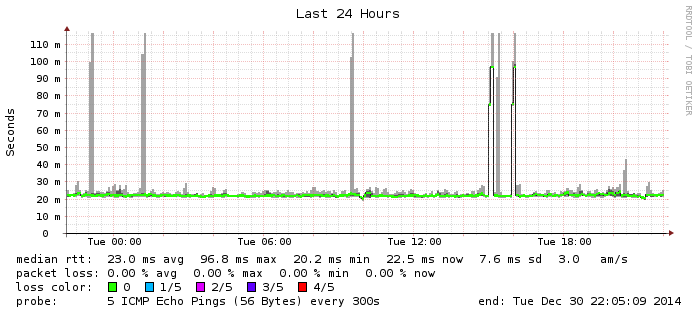 Last 24 Hours
RRDTOOL / TOBI OETIKER
Seconds
110 m
100 m
90 m
80 m
70 m
60 m
50 m
40 m
30 m
20 m
10 m
0
Tue 00:00 Tue 06:00 Tue 12:00 Tue 18:00
median rtt: 23.0 ms avg 96.8 ms max 20.2 ms min 22.5 ms now 7.6 ms sd 3.0 am/s
packet loss: 0.00 % avg 0.00 % max 0.00 % min 0.00 % now
loss color: 0 1/5 2/5 3/5 4/5
probe: 5 ICMP Echo Pings (56 Bytes) every 300s end: Tue Dec 30 22:05:09 2014